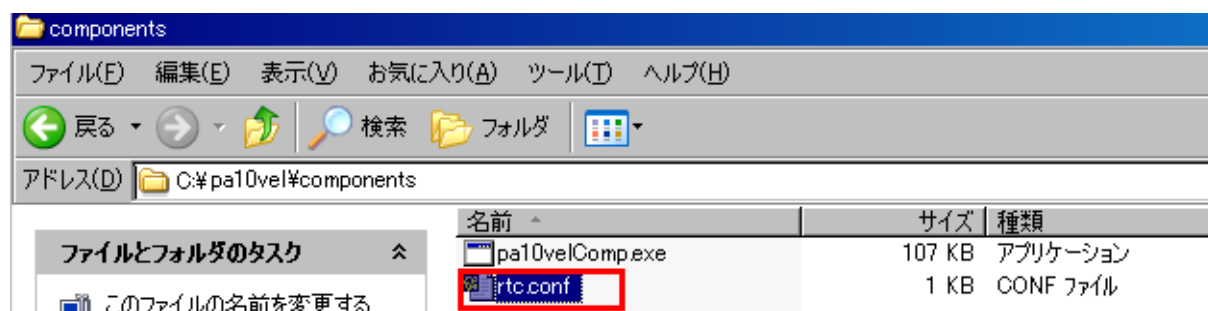 components
ファイル(F) 編集(E) 表示(V) お気に入り(A) ツール(T) ヘルプ(H)
戻る 検索 フォルダ
アドレス(D) C:¥pa10vel¥components
名前 サイズ 種類
ファイルとフォルダのタスク
pa10velComp.exe 107 KB アプリケーション
rtc.conf 1 KB CONF ファイル
このファイルの名前を変更する